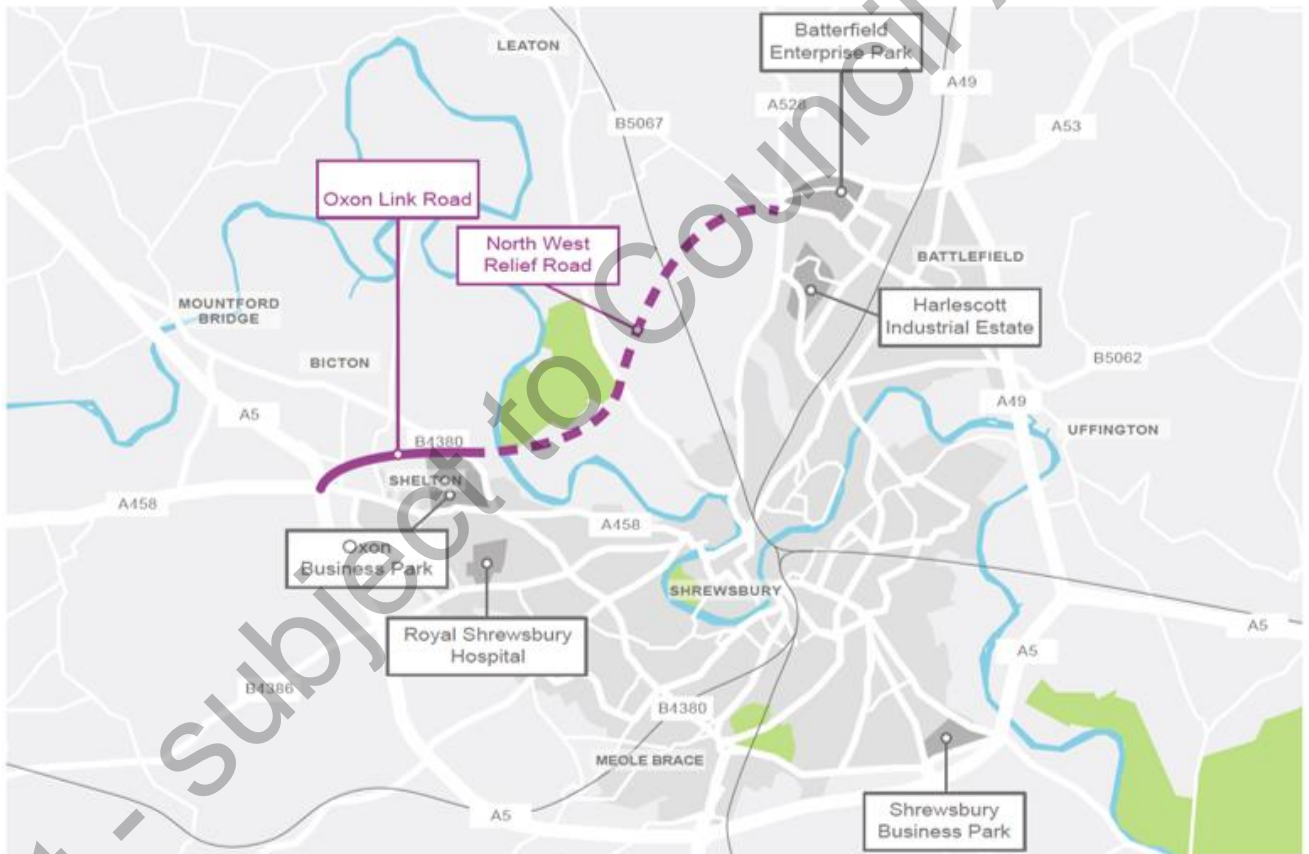 Batterfield
Enterprise Park
LEATON
A49
A528
B5067
A53
Oxon Link Road
North West
Relief Road
BATTLEFIELD
Harlescott
Industrial Estate
MOUNTFORD
BRIDGE
BICTON
B5062
A5
A49
UFFINGTON
B4380
SHELTON
A458
A458
Oxon
Business Park
SHREWSBURY
Royal Shrewsbury
Hospital
A5
A5
B4386
B4380
MEOLE BRACE
A5
Shrewsbury
Business Park
- subject to Council